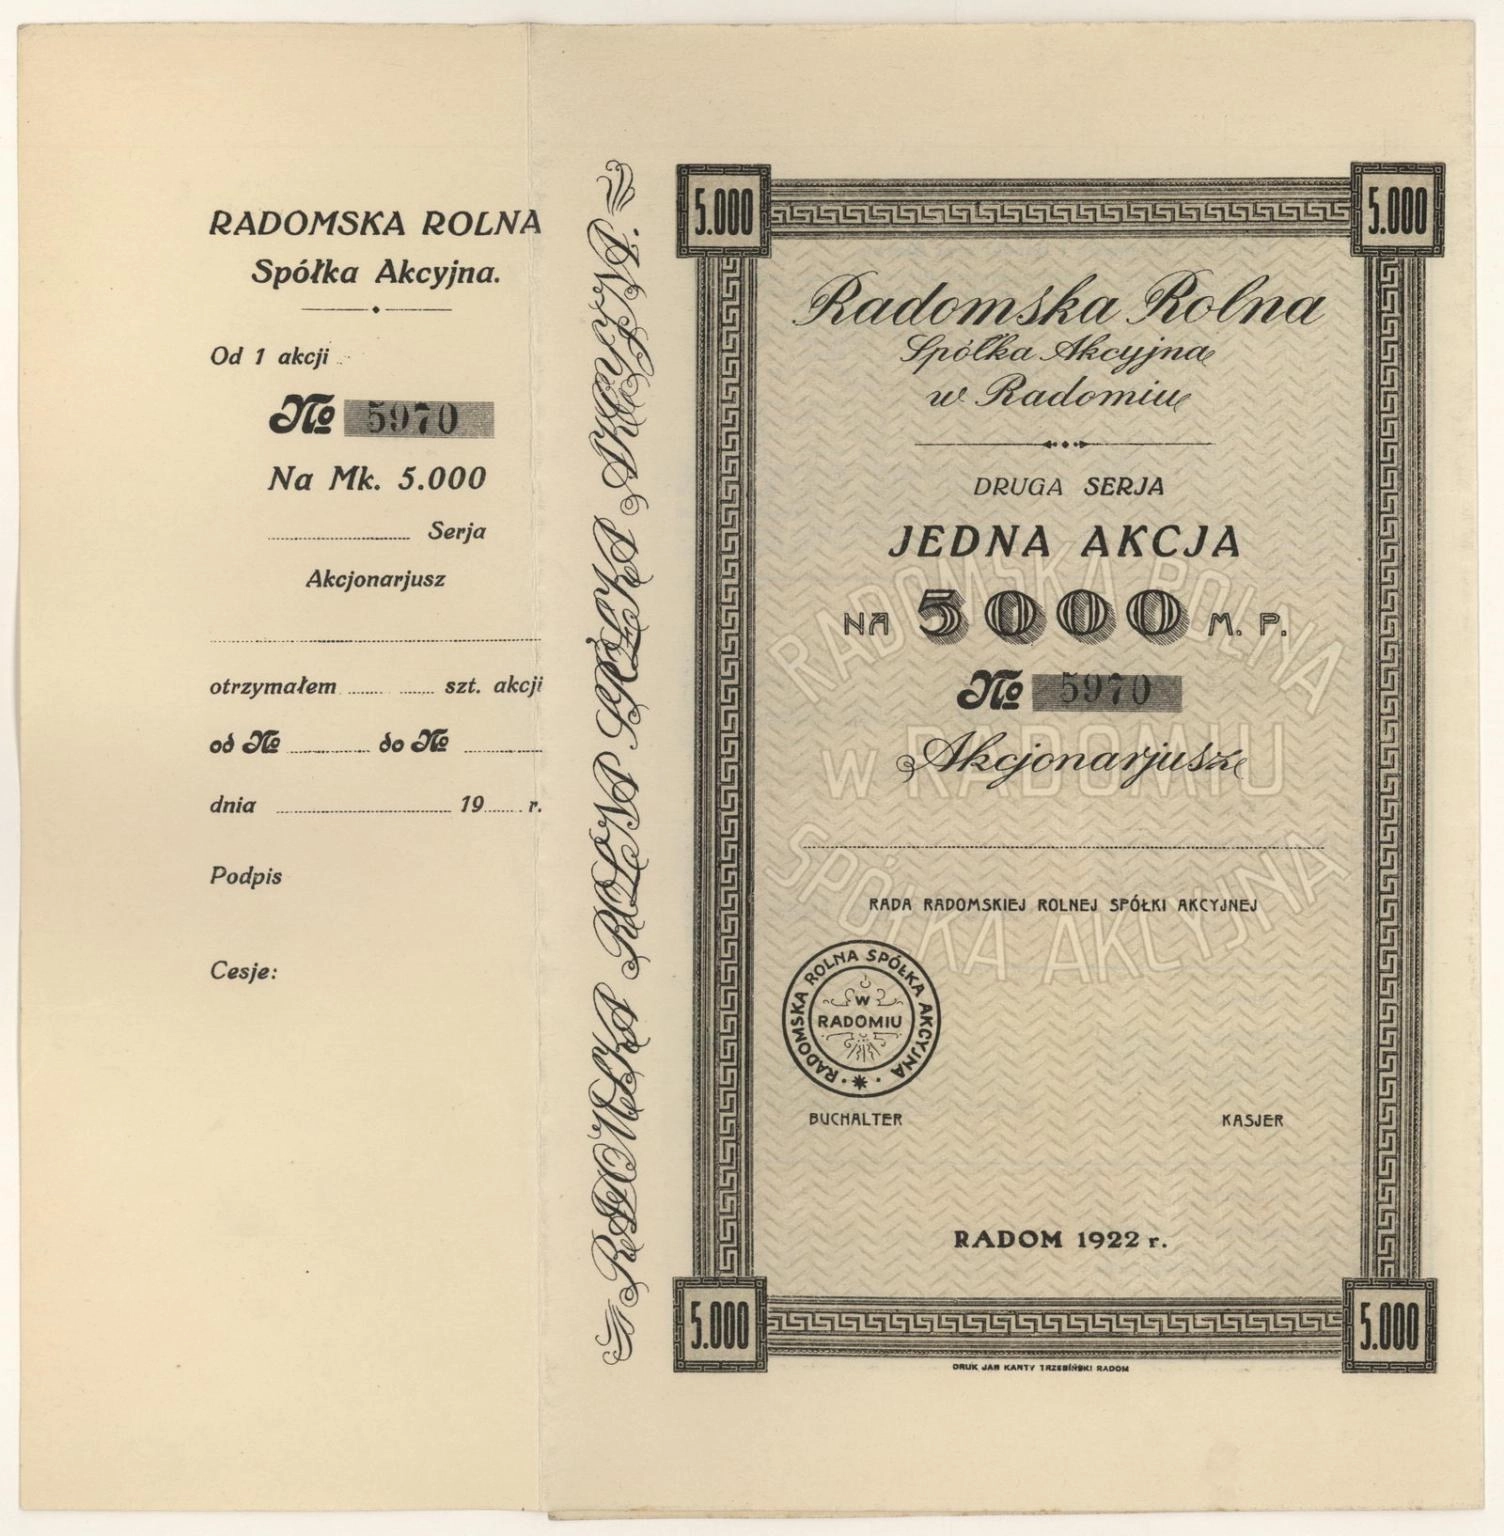 RADOMSKA ROLNA
Spółka Akcyjna.
Od 1 akcji
No 5970
Na Mk. 5.000
Serja
Akcjonarjusz
otrzymałem ...... ...... szt. akcji
od No ............ do No ............
dnia ............ 19...... r.
Podpis
Cesje:
RADOMSKA ROLNA SPÓŁKA AKCYJNA.
5.000
5.000
Radomska Rolna
Spółka Akcyjna
w Radomiu
DRUGA SERJA
JEDNA AKCJA
NA 5000 M. P.
No 5970
Akcjonarjusz
RADOMSKA ROLNA
w RADOMIU
SPÓŁKA AKCYJNA
RADA RADOMSKIEJ ROLNEJ SPÓŁKI AKCYJNEJ
RADOMSKA ROLNA SPÓŁKA AKCYJNA
W
RADOMIU
BUCHALTER
KASJER
RADOM 1922 r.
5.000
5.000
DRUK JAN KANTY TRZEBIŃSKI RADOM